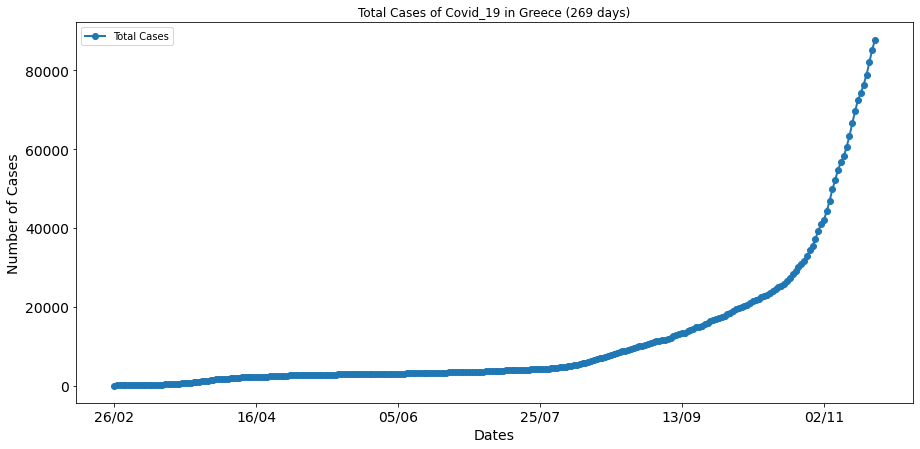 Total Cases of Covid_19 in Greece (269 days)
Total Cases
Number of Cases
80000
60000
40000
20000
0
26/02 16/04 05/06 25/07 13/09 02/11
Dates